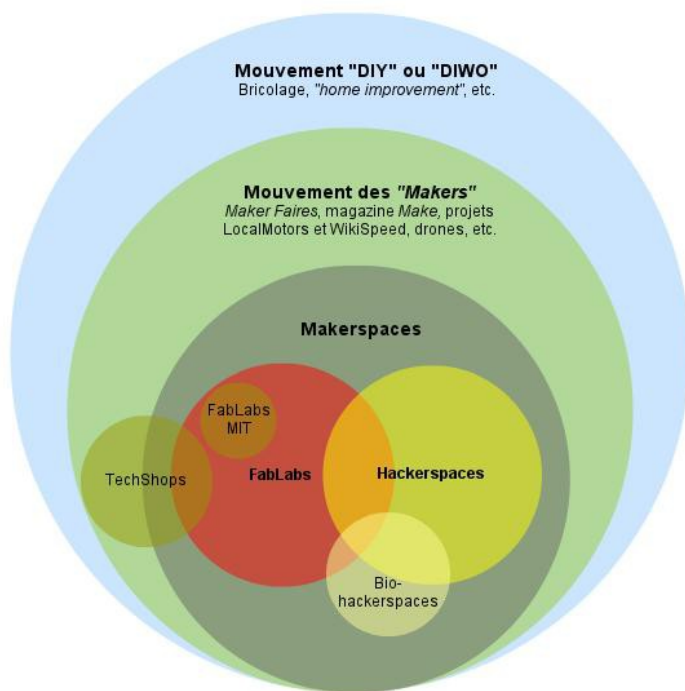 Mouvement "DIY" ou "DIWO"
Bricolage, "home improvement", etc.
Mouvement des "Makers"
Maker Faires, magazine Make, projets
LocalMotors et WikiSpeed, drones, etc.
Makerspaces
FabLabs
MIT
TechShops
FabLabs
Hackerspaces
Bio-
hackerspaces